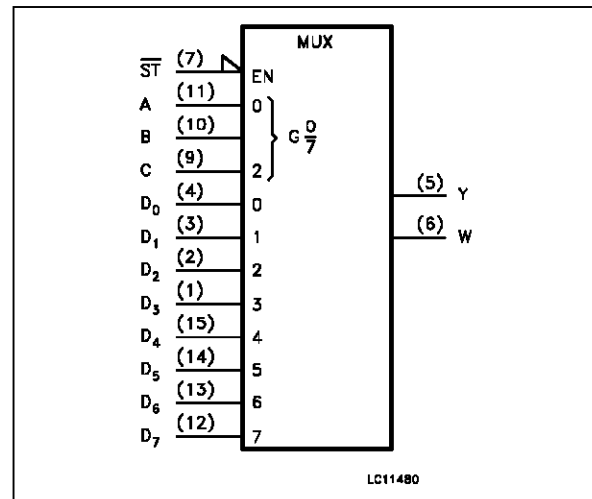 MUX
S̅T̅ (7) EN
A (11) 0
B (10) G 0/7
C (9) 2
D₀ (4) 0
D₁ (3) 1
D₂ (2) 2
D₃ (1) 3
D₄ (15) 4
D₅ (14) 5
D₆ (13) 6
D₇ (12) 7
(5) Y
(6) W
LC11480